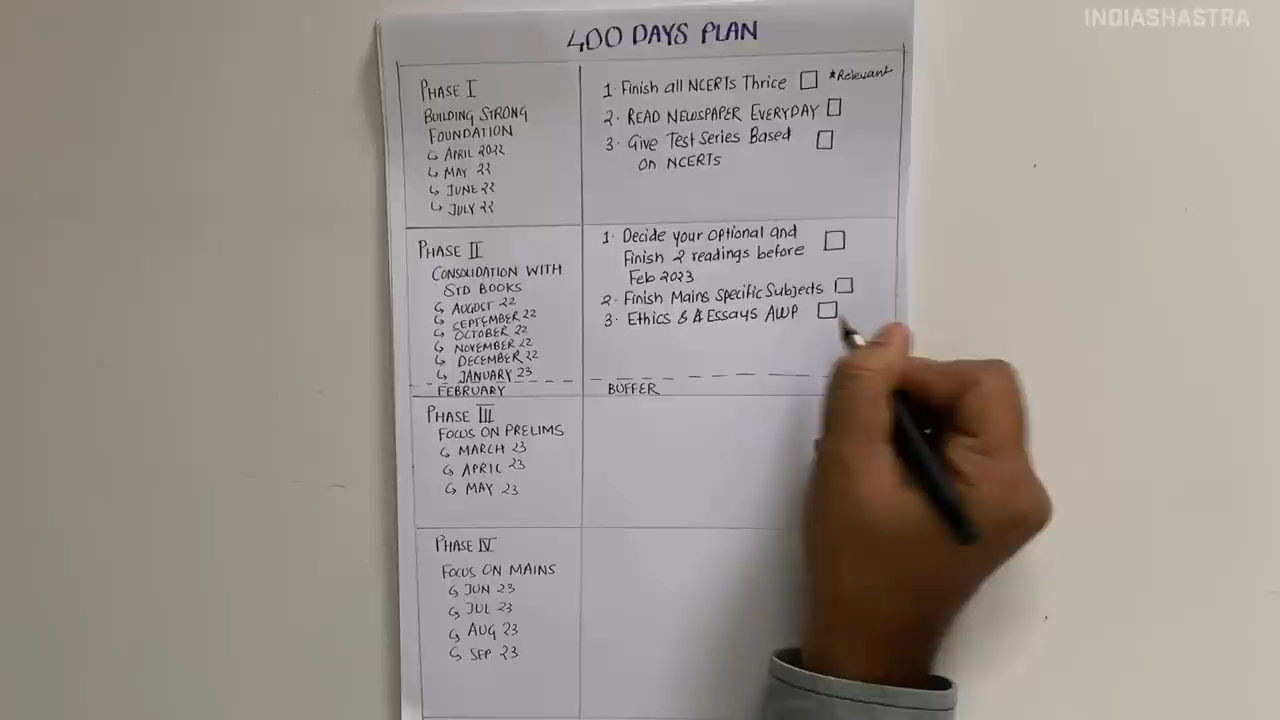 INDIASHASTRA
400 DAYS PLAN
PHASE I
BUILDING STRONG
FOUNDATION
↳ APRIL 2022
↳ MAY 22
↳ JUNE 22
↳ JULY 22
1. Finish all NCERTs Thrice *Relevant
2. READ NEWSPAPER EVERYDAY
3. Give Test Series Based
on NCERTs
PHASE II
CONSOLIDATION WITH
STD BOOKS
↳ AUGUST 22
↳ SEPTEMBER 22
↳ OCTOBER 22
↳ NOVEMBER 22
↳ DECEMBER 22
↳ JANUARY 23
FEBRUARY
1. Decide your optional and
Finish 2 readings before
Feb 2023
2. Finish Mains Specific Subjects
3. Ethics & 4 Essays AWP
BUFFER
PHASE III
FOCUS ON PRELIMS
↳ MARCH 23
↳ APRIL 23
↳ MAY 23
PHASE IV
FOCUS ON MAINS
↳ JUN 23
↳ JUL 23
↳ AUG 23
↳ SEP 23